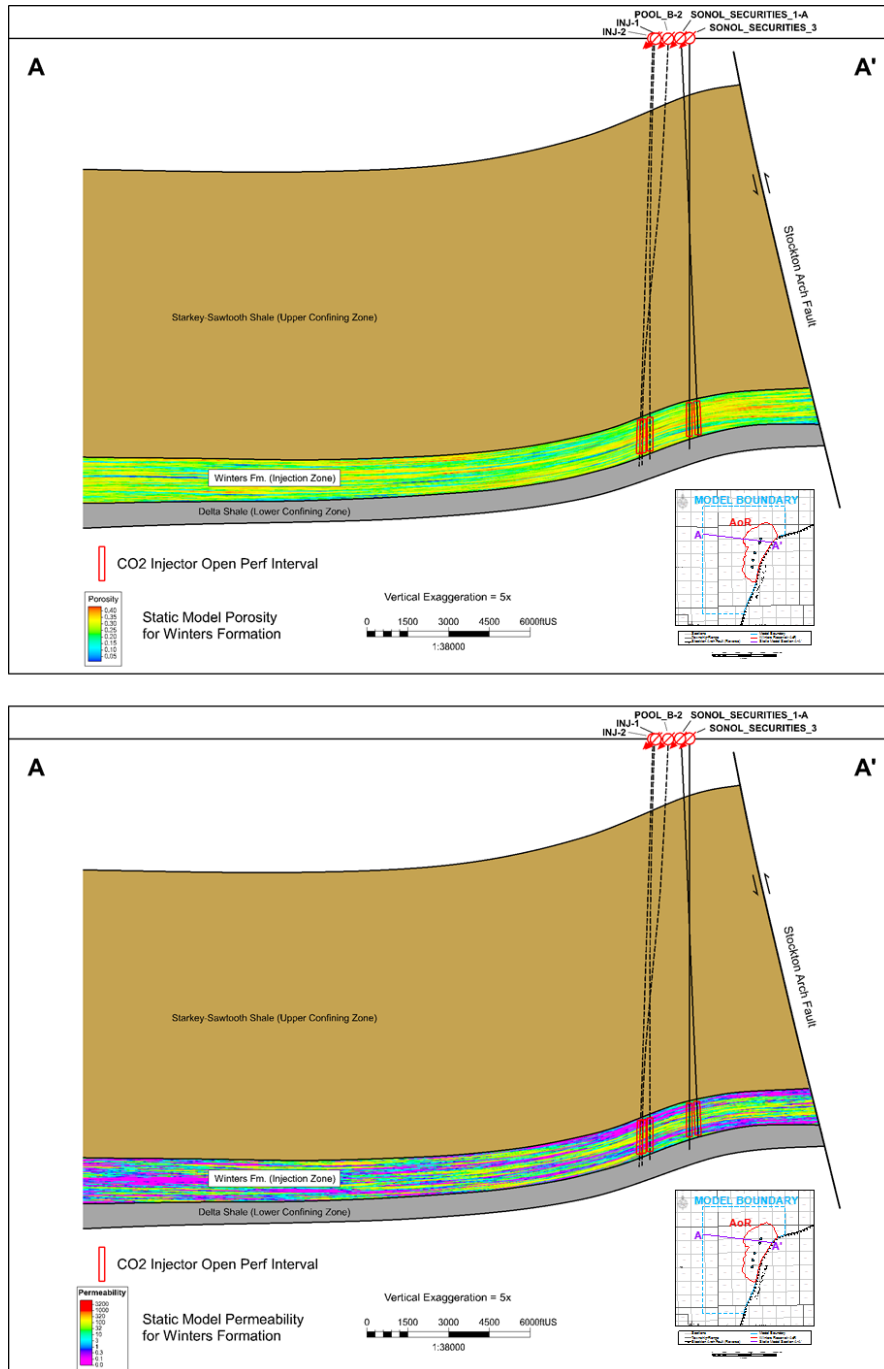 POOL_B-2 SONOL_SECURITIES_1-A
INJ-1
INJ-2
SONOL_SECURITIES_3
A
A'
Stockton Arch Fault
Starkey-Sawtooth Shale (Upper Confining Zone)
Winters Fm. (Injection Zone)
Delta Shale (Lower Confining Zone)
MODEL BOUNDARY
AoR
A
A'
CO2 Injector Open Perf Interval
Porosity
0.40
0.35
0.30
0.25
0.20
0.15
0.10
0.05
Static Model Porosity
for Winters Formation
Vertical Exaggeration = 5x
0 1500 3000 4500 6000ftUS
1:38000
POOL_B-2 SONOL_SECURITIES_1-A
INJ-1
INJ-2
SONOL_SECURITIES_3
A
A'
Stockton Arch Fault
Starkey-Sawtooth Shale (Upper Confining Zone)
Winters Fm. (Injection Zone)
Delta Shale (Lower Confining Zone)
MODEL BOUNDARY
AoR
A
A'
CO2 Injector Open Perf Interval
Permeability
3200
1000
320
100
32
10
3
1
0.3
0.1
0.0
Static Model Permeability
for Winters Formation
Vertical Exaggeration = 5x
0 1500 3000 4500 6000ftUS
1:38000